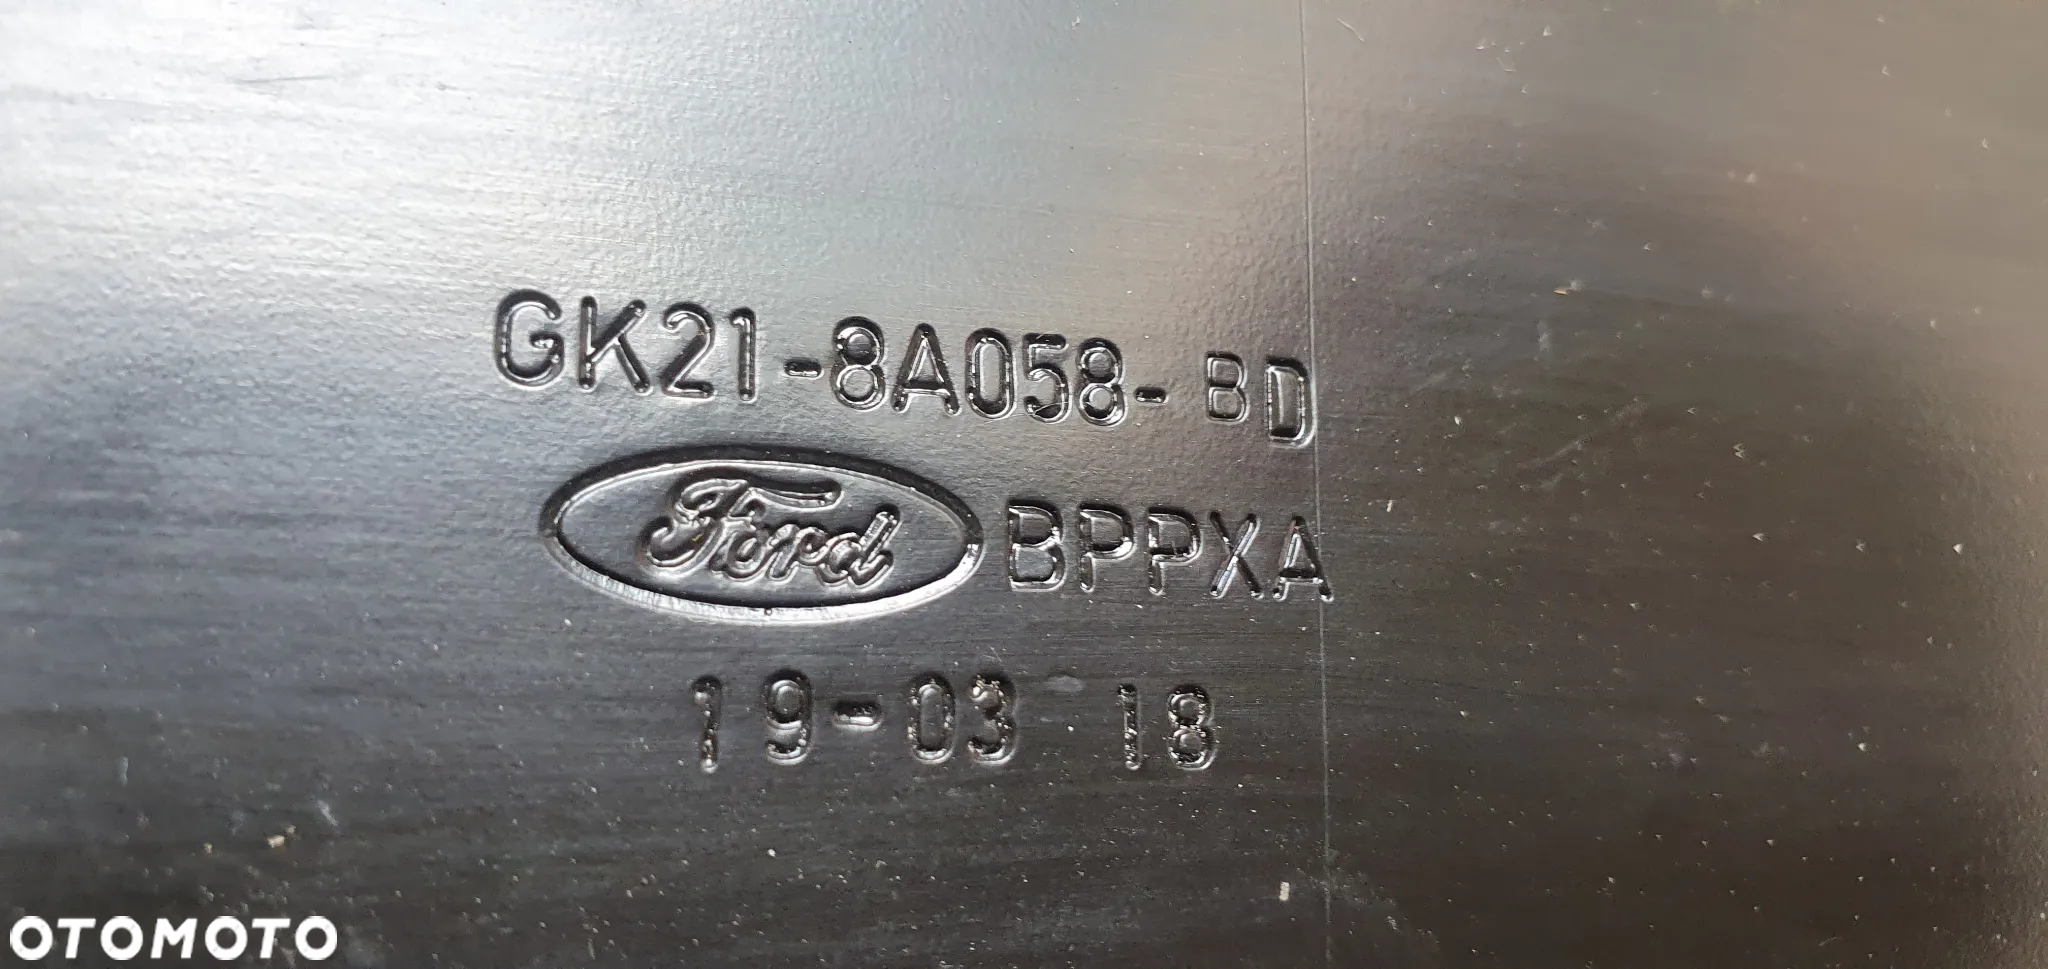 GK21-8A058-BD
Ford BPPXA
19-03 18
OTOMOTO